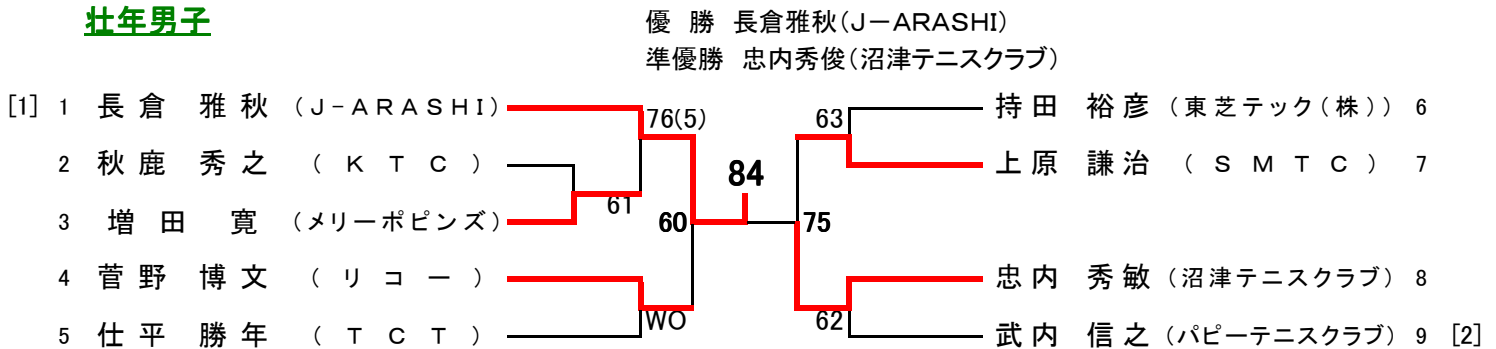 壮年男子
優 勝 長倉雅秋(J-ARASHI)
準優勝 忠内秀俊(沼津テニスクラブ)
[1] 1 長倉 雅秋 (J-ARASHI)
2 秋鹿 秀之 (KTC)
3 増田 寛 (メリーポピンズ)
4 菅野 博文 (リコー)
5 仕平 勝年 (TCT)
76(5)
61
60
WO
84
63
75
62
持田 裕彦 (東芝テック(株)) 6
上原 謙治 (SMTC) 7
忠内 秀敏 (沼津テニスクラブ) 8
武内 信之 (パピーテニスクラブ) 9 [2]